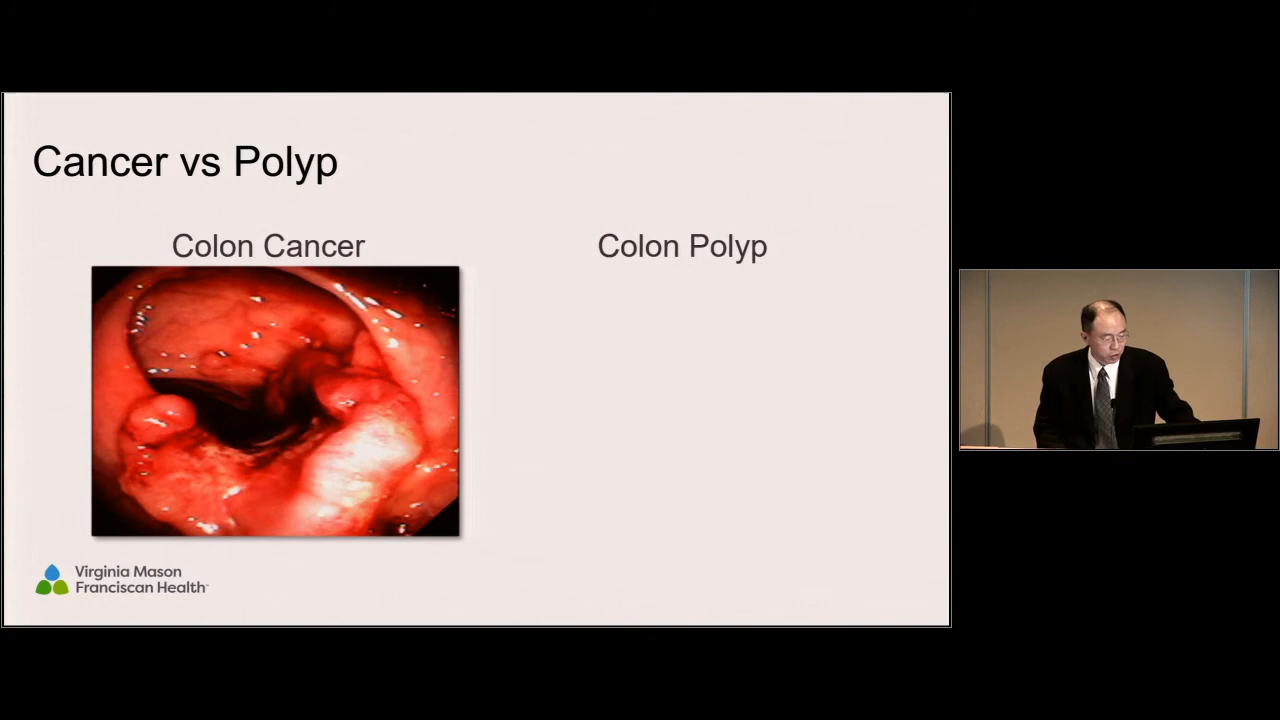 Cancer vs Polyp
Colon Cancer
Colon Polyp
Virginia Mason
Franciscan Health